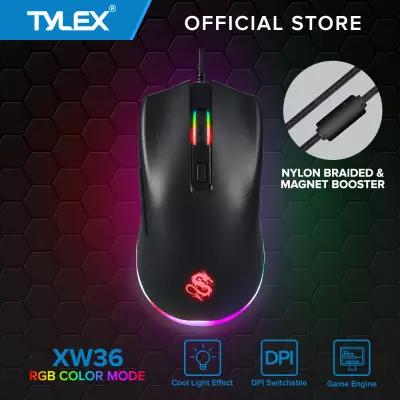 TYLEX®
OFFICIAL STORE
NYLON BRAIDED &
MAGNET BOOSTER
XW36
RGB COLOR MODE
Cool Light Effect
DPI
DPI Switchable
Game Engine